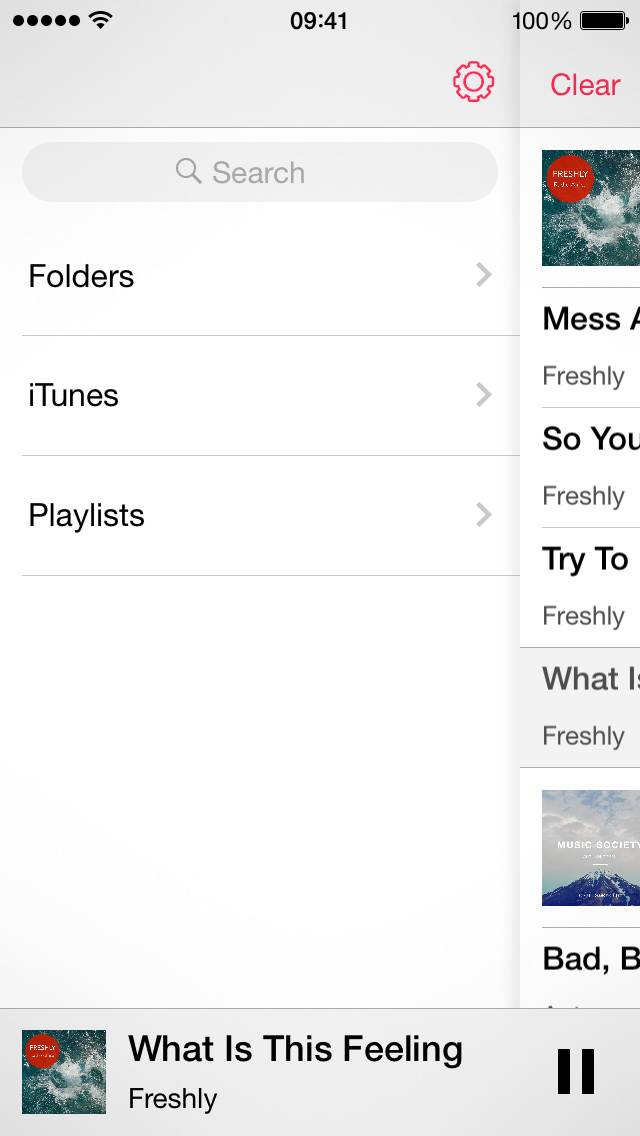 09:41
100%
Clear
Search
Folders
iTunes
Playlists
FRESHLY
Mess A
Freshly
So You
Freshly
Try To
Freshly
What Is
Freshly
MUSIC SOCIETY
Bad, B
FRESHLY
What Is This Feeling
Freshly